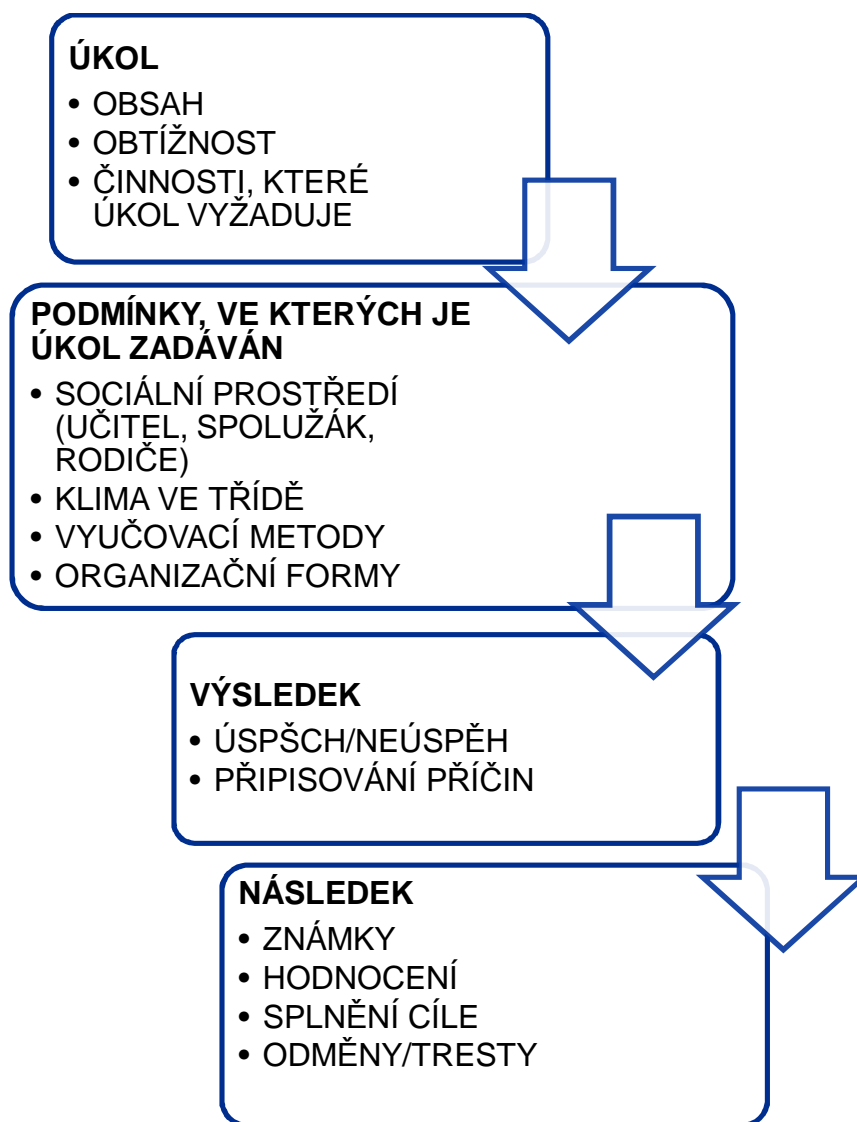 ÚKOL
• OBSAH
• OBTÍŽNOST
• ČINNOSTI, KTERÉ
ÚKOL VYŽADUJE
PODMÍNKY, VE KTERÝCH JE
ÚKOL ZADÁVÁN
• SOCIÁLNÍ PROSTŘEDÍ
(UČITEL, SPOLUŽÁK,
RODIČE)
• KLIMA VE TŘÍDĚ
• VYUČOVACÍ METODY
• ORGANIZAČNÍ FORMY
VÝSLEDEK
• ÚSPŠCH/NEÚSPĚH
• PŘIPISOVÁNÍ PŘÍČIN
NÁSLEDEK
• ZNÁMKY
• HODNOCENÍ
• SPLNĚNÍ CÍLE
• ODMĚNY/TRESTY